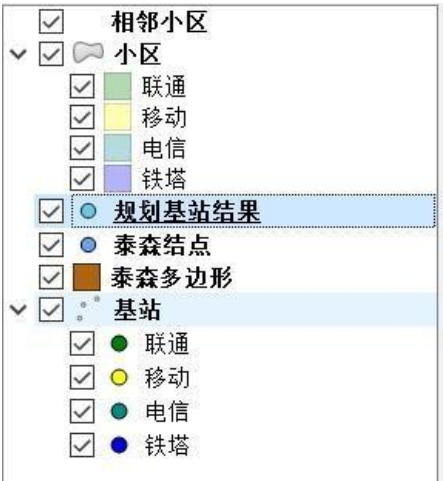 相邻小区
小区
联通
移动
电信
铁塔
规划基站结果
泰森结点
泰森多边形
基站
联通
移动
电信
铁塔